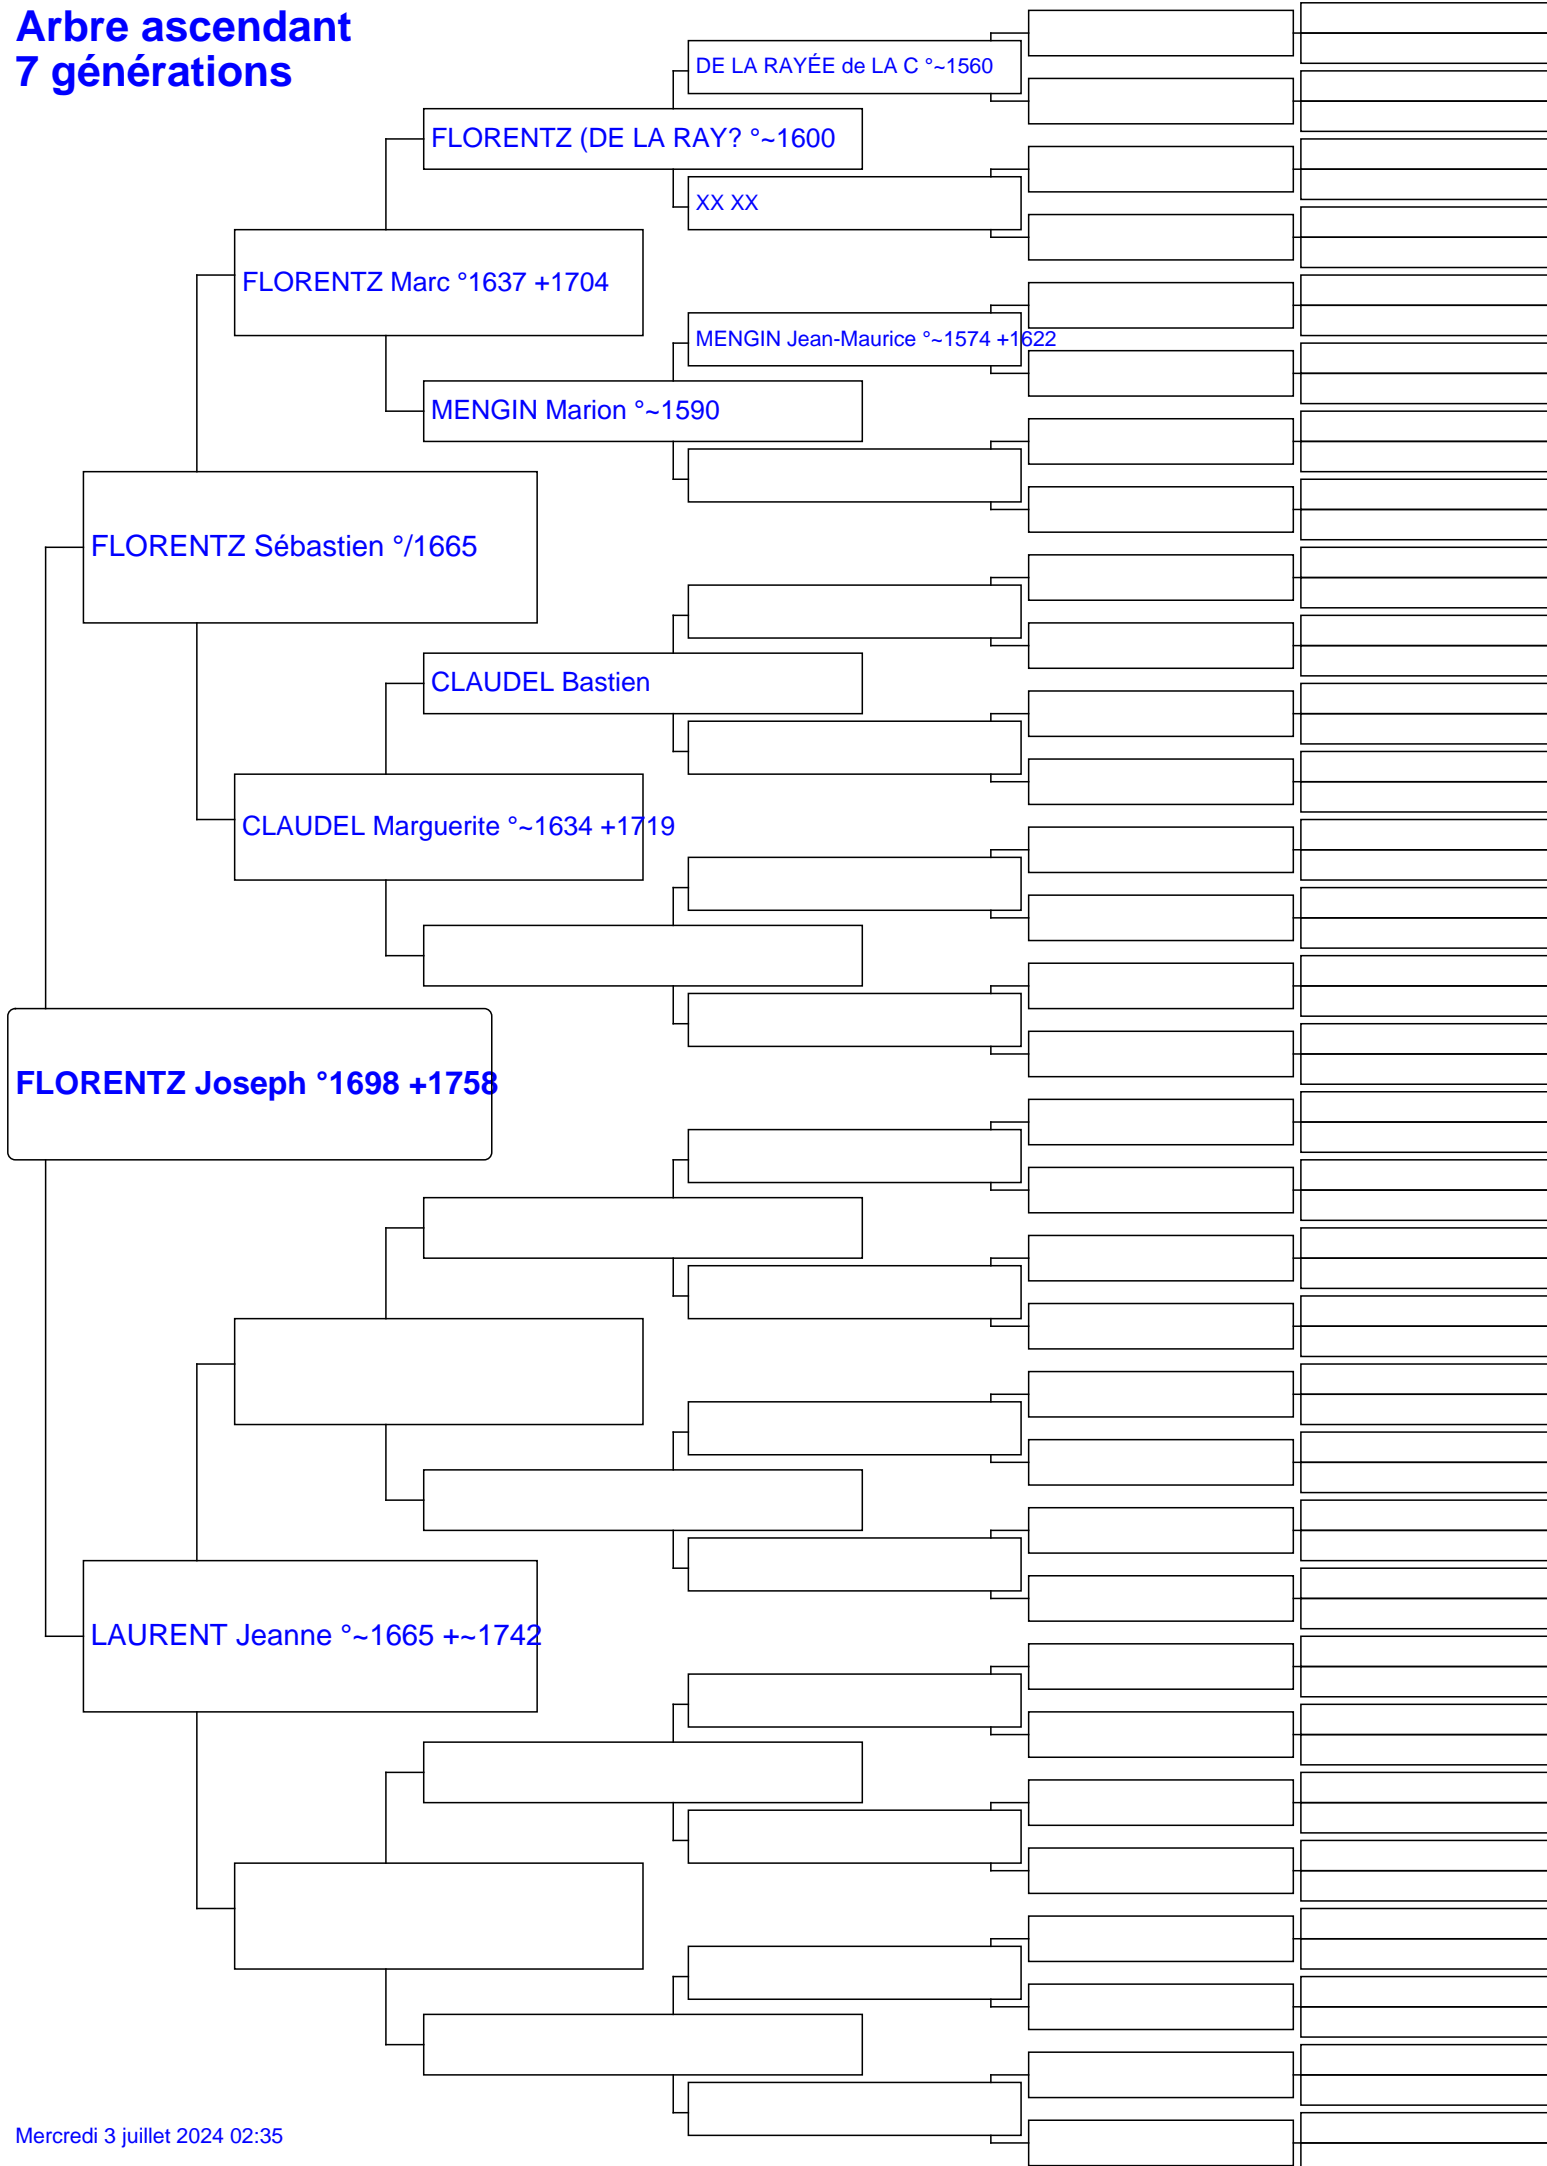 Arbre ascendant
7 générations
DE LA RAYÉE de LA C °~1560
FLORENTZ (DE LA RAY? °~1600
XX XX
FLORENTZ Marc °1637 +1704
MENGIN Jean-Maurice °~1574 +1622
MENGIN Marion °~1590
FLORENTZ Sébastien °/1665
CLAUDEL Bastien
CLAUDEL Marguerite °~1634 +1719
FLORENTZ Joseph °1698 +1758
LAURENT Jeanne °~1665 +~1742
Mercredi 3 juillet 2024 02:35